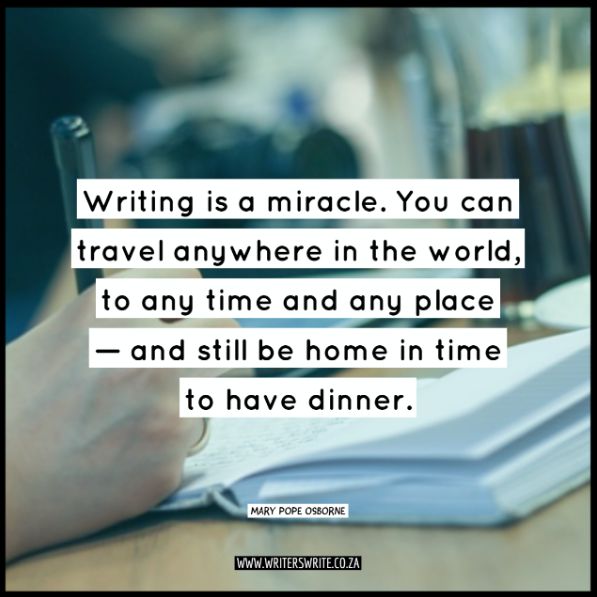 Writing is a miracle. You can
travel anywhere in the world,
to any time and any place
— and still be home in time
to have dinner.
MARY POPE OSBORNE
WWW.WRITERSWRITE.CO.ZA